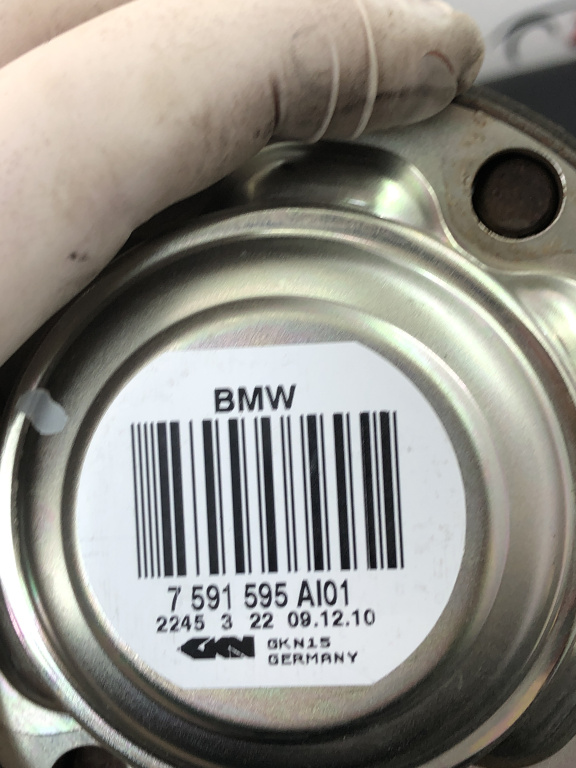 BMW
7 591 595 AI01
2245 3 22 09.12.10
GKN GKN15
GERMANY